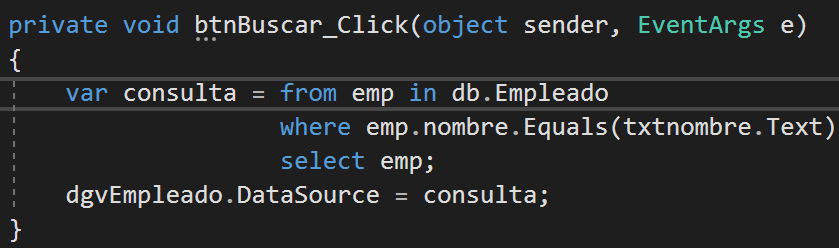 private void btnBuscar_Click(object sender, EventArgs e)
{
    var consulta = from emp in db.Empleado
                   where emp.nombre.Equals(txtnombre.Text)
                   select emp;
    dgvEmpleado.DataSource = consulta;
}